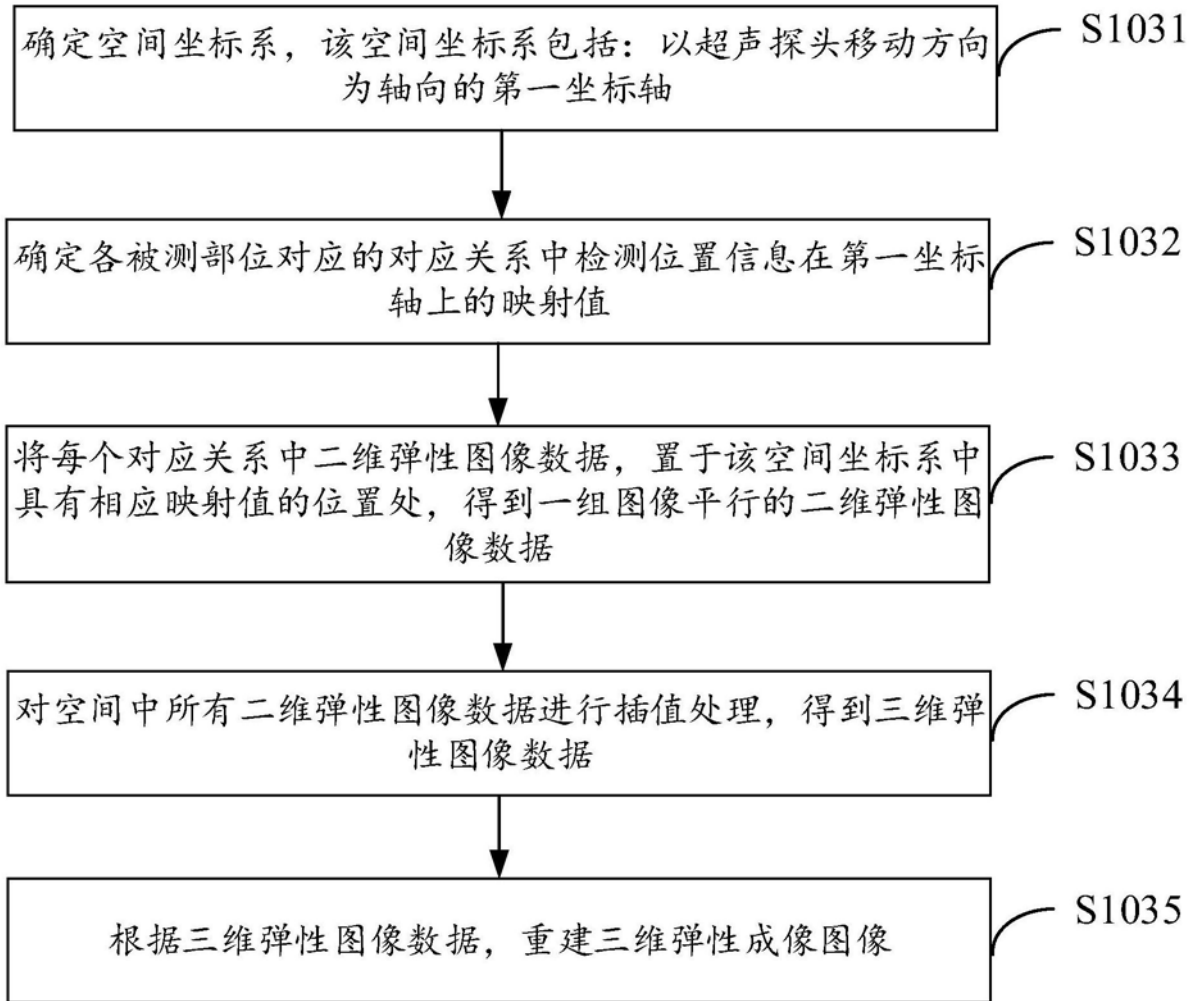 确定空间坐标系，该空间坐标系包括：以超声探头移动方向
为轴向的第一坐标轴
S1031
确定各被测部位对应的对应关系中检测位置信息在第一坐标
轴上的映射值
S1032
将每个对应关系中二维弹性图像数据，置于该空间坐标系中
具有相应映射值的位置处，得到一组图像平行的二维弹性图
像数据
S1033
对空间中所有二维弹性图像数据进行插值处理，得到三维弹
性图像数据
S1034
根据三维弹性图像数据，重建三维弹性成像图像
S1035